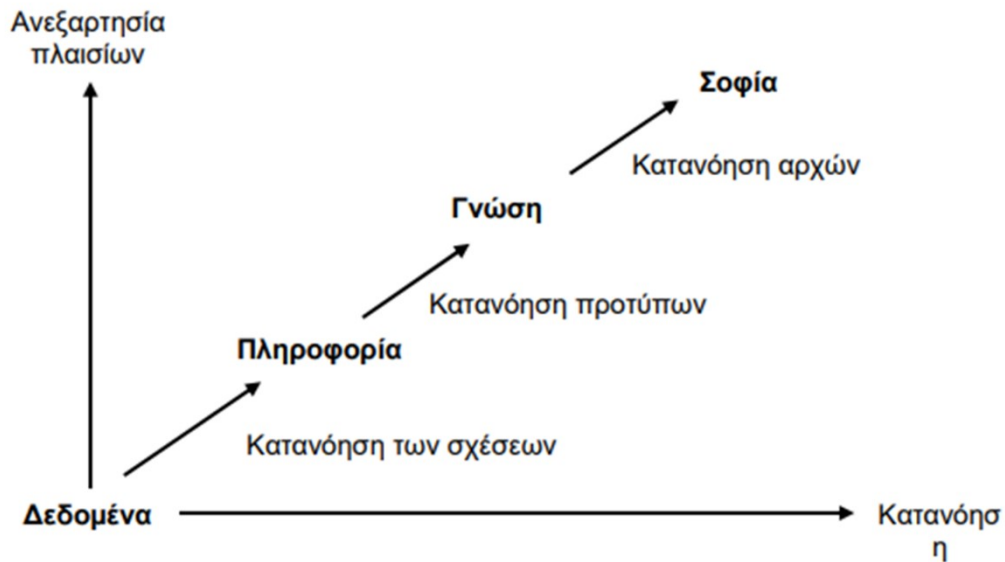 Ανεξαρτησία
πλαισίων
Σοφία
Κατανόηση αρχών
Γνώση
Κατανόηση προτύπων
Πληροφορία
Κατανόηση των σχέσεων
Δεδομένα
Κατανόησ
η